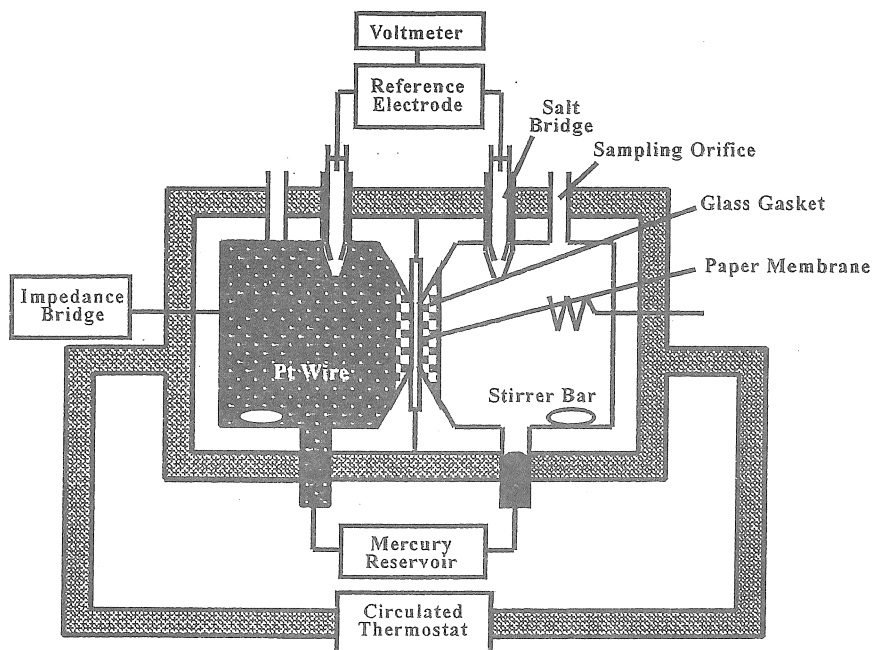 Voltmeter
Reference
Electrode
Salt
Bridge
Sampling Orifice
Glass Gasket
Paper Membrane
Impedance
Bridge
Pt Wire
Stirrer Bar
Mercury
Reservoir
Circulated
Thermostat